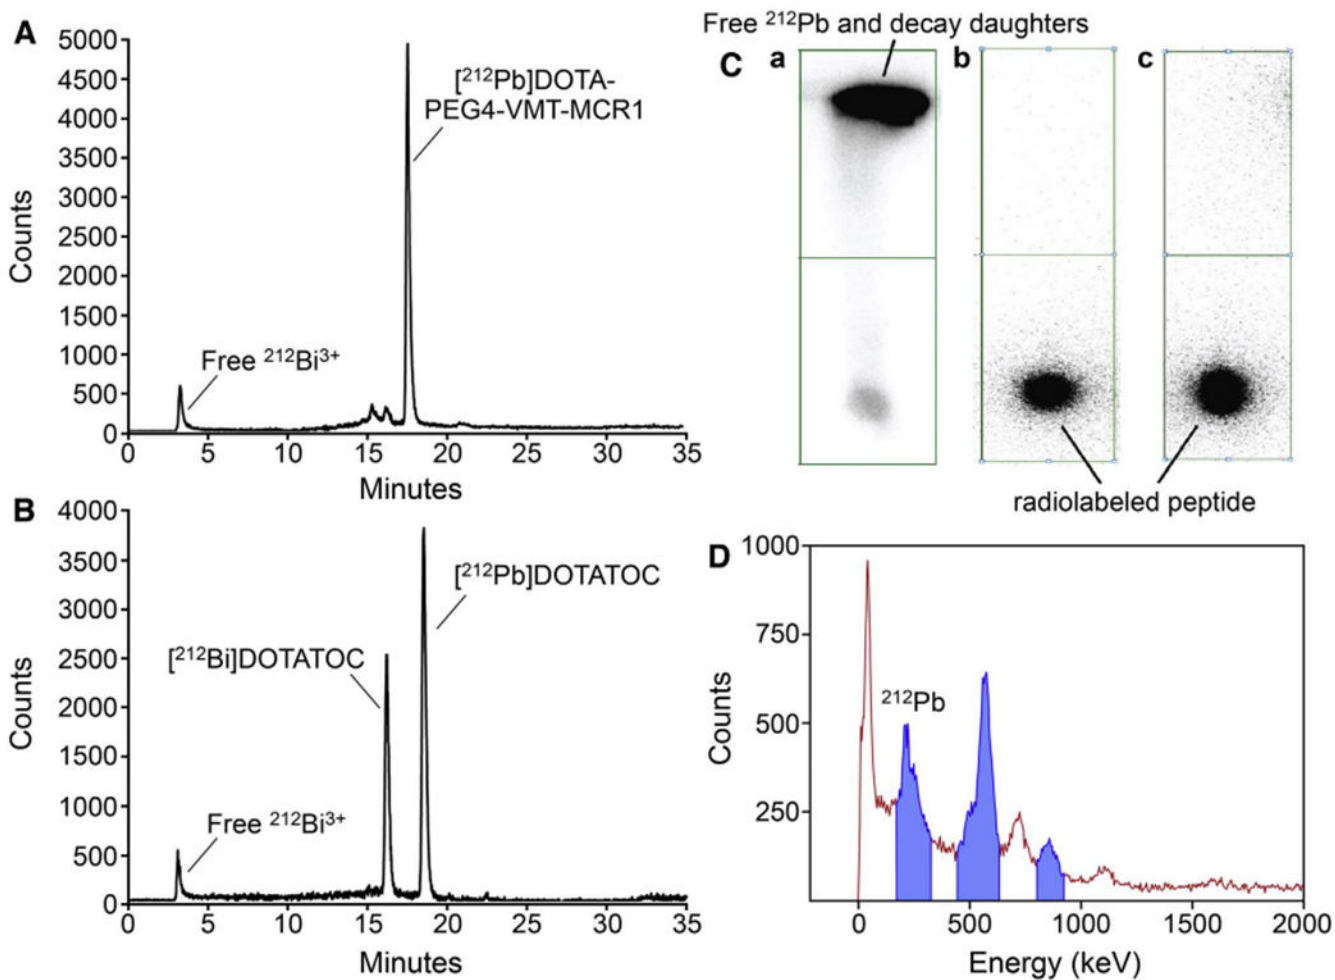 A
5000
4500
4000
3500
3000
2500
2000
1500
1000
500
0
Counts
[²¹²Pb]DOTA-
PEG4-VMT-MCR1
Free ²¹²Bi³⁺
0 5 10 15 20 25 30 35
Minutes
B
4000
3500
3000
2500
2000
1500
1000
500
0
Counts
[²¹²Pb]DOTATOC
[²¹²Bi]DOTATOC
Free ²¹²Bi³⁺
0 5 10 15 20 25 30 35
Minutes
Free ²¹²Pb and decay daughters
C a b c
radiolabeled peptide
D
1000
750
500
250
Counts
²¹²Pb
0 500 1000 1500 2000
Energy (keV)